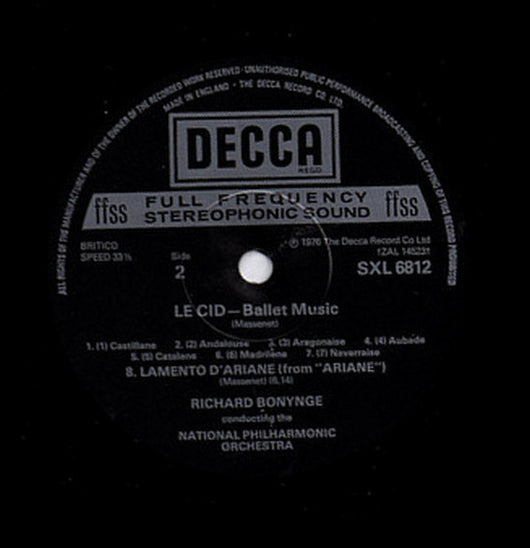 ALL RIGHTS OF THE MANUFACTURER AND OF THE OWNER OF THE RECORDED WORK RESERVED · UNAUTHORISED PUBLIC PERFORMANCE BROADCASTING AND COPYING OF THIS RECORD PROHIBITED
MADE IN ENGLAND · THE DECCA RECORD CO. LTD.
DECCA
REGD
ffss FULL FREQUENCY ffss
STEREOPHONIC SOUND
BRITICO
SPEED 33⅓
Side
2
℗ 1976 The Decca Record Co Ltd
SXL 6812
LE CID—Ballet Music
(Massenet)
1. (1) Castillane 2. (2) Andalouse 3. (3) Aragonaise 4. (4) Aubade
5. (5) Catalane 6. (6) Madrilène 7. (7) Navarraise
8. LAMENTO D'ARIANE (from "ARIANE")
(Massenet) (6.14)
RICHARD BONYNGE
conducting the
NATIONAL PHILHARMONIC
ORCHESTRA